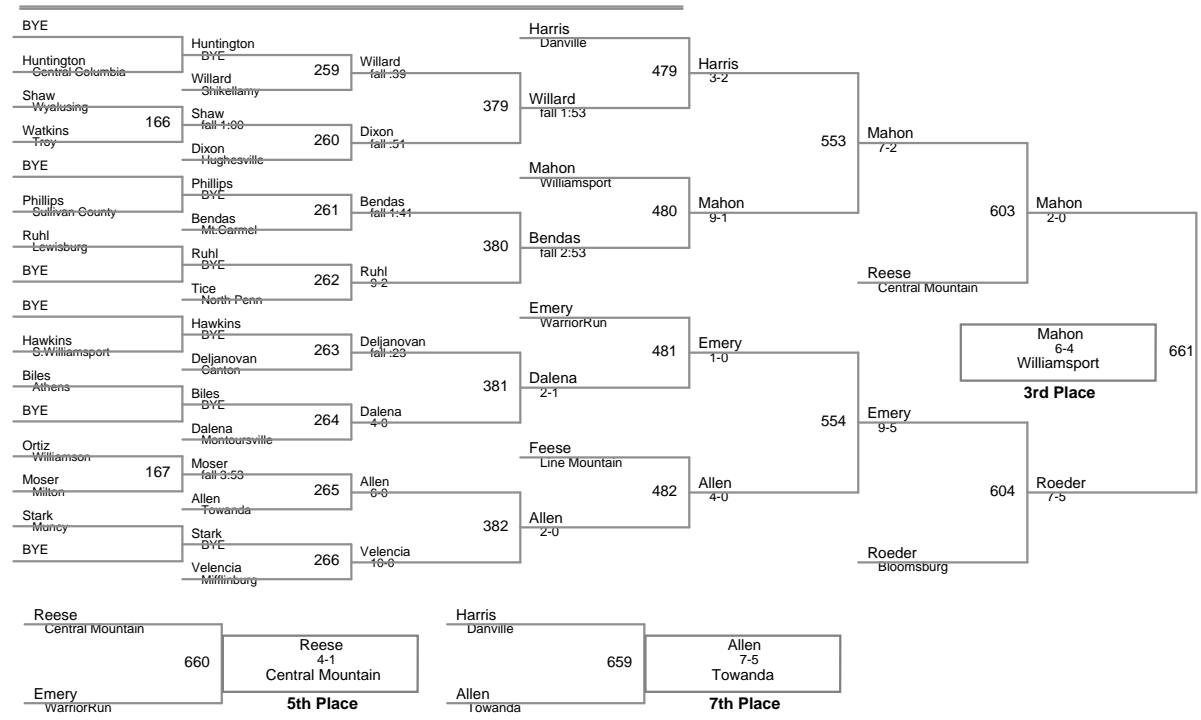 BYE
Huntington
Central Columbia
Shaw
Wyalusing
166
Watkins
Troy
BYE
Phillips
Sullivan County
Ruhl
Lewisburg
BYE
BYE
Hawkins
S.Williamsport
Biles
Athens
BYE
Ortiz
Williamson
167
Moser
Milton
Stark
Muncy
BYE
Huntington
BYE
259
Willard
Shikellamy
Shaw
fall 1:00
260
Dixon
Hughesville
Phillips
BYE
261
Bendas
Mt.Carmel
Ruhl
BYE
262
Tice
North Penn
Hawkins
BYE
263
Deljanovan
Canton
Biles
BYE
264
Dalena
Montoursville
Moser
fall 3:53
265
Allen
Towanda
Stark
BYE
266
Velencia
Mifflinburg
Willard
fall :39
379
Dixon
fall :51
Bendas
fall 1:41
380
Ruhl
9-2
Deljanovan
fall :23
381
Dalena
4-0
Allen
6-0
382
Velencia
10-0
Harris
Danville
479
Willard
fall 1:53
Mahon
Williamsport
480
Bendas
fall 2:53
Emery
WarriorRun
481
Dalena
2-1
Feese
Line Mountain
482
Allen
2-0
Harris
3-2
553
Mahon
9-1
Emery
1-0
554
Allen
4-0
Mahon
7-2
603
Reese
Central Mountain
Emery
9-5
604
Roeder
Bloomsburg
Mahon
2-0
661
Roeder
7-5
Mahon
6-4
Williamsport
3rd Place
Reese
Central Mountain
660
Emery
WarriorRun
Reese
4-1
Central Mountain
5th Place
Harris
Danville
659
Allen
Towanda
Allen
7-5
Towanda
7th Place